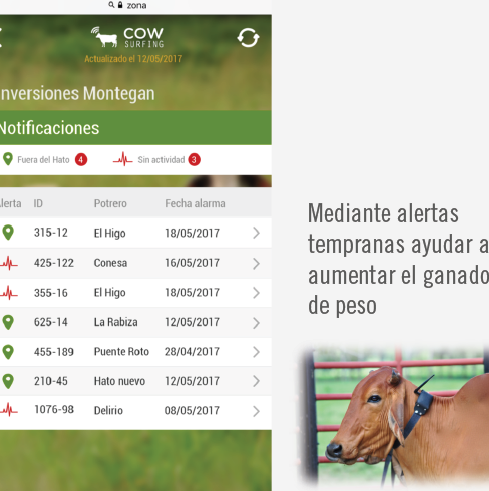 zona
COW
SURFING
Actualizado el 12/05/2017
nversiones Montegan
Notificaciones
Fuera del Hato 4 Sin actividad 3
Alerta ID Potrero Fecha alarma
315-12 El Higo 18/05/2017
425-122 Conesa 16/05/2017
355-16 El Higo 18/05/2017
625-14 La Rabiza 12/05/2017
455-189 Puente Roto 28/04/2017
210-45 Hato nuevo 12/05/2017
1076-98 Delirio 08/05/2017
Mediante alertas
tempranas ayudar a
aumentar el ganado
de peso